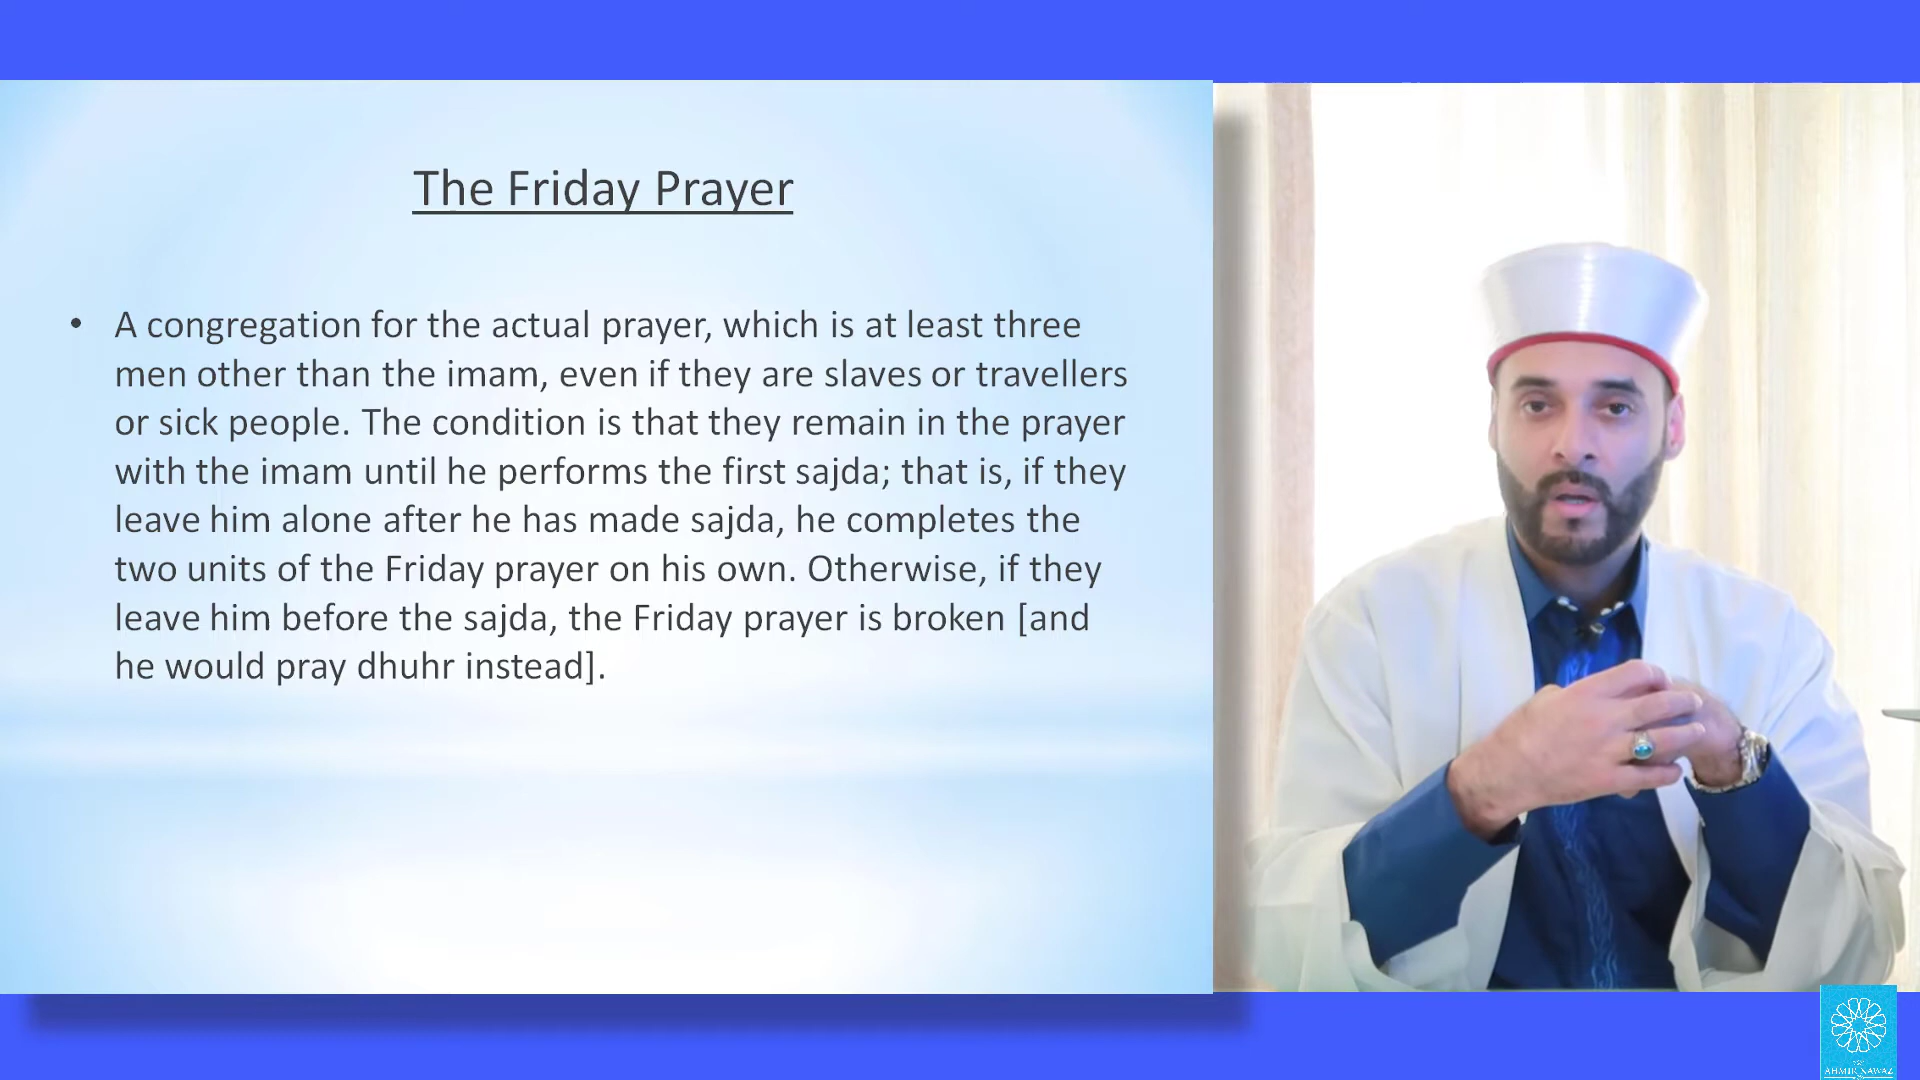 The Friday Prayer
• A congregation for the actual prayer, which is at least three
men other than the imam, even if they are slaves or travellers
or sick people. The condition is that they remain in the prayer
with the imam until he performs the first sajda; that is, if they
leave him alone after he has made sajda, he completes the
two units of the Friday prayer on his own. Otherwise, if they
leave him before the sajda, the Friday prayer is broken [and
he would pray dhuhr instead].
AHMIR NAWAZ